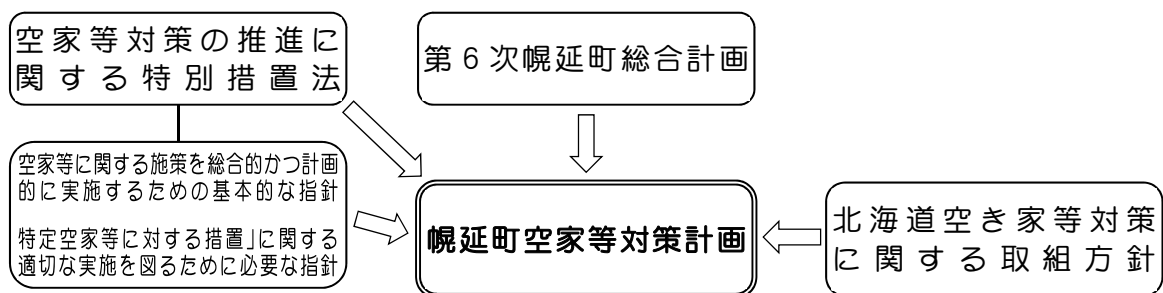 空家等対策の推進に
関する特別措置法
第6次幌延町総合計画
空家等に関する施策を総合的かつ計画
的に実施するための基本的な指針
特定空家等に対する措置」に関する
適切な実施を図るために必要な指針
幌延町空家等対策計画
北海道空き家等対策
に関する取組方針